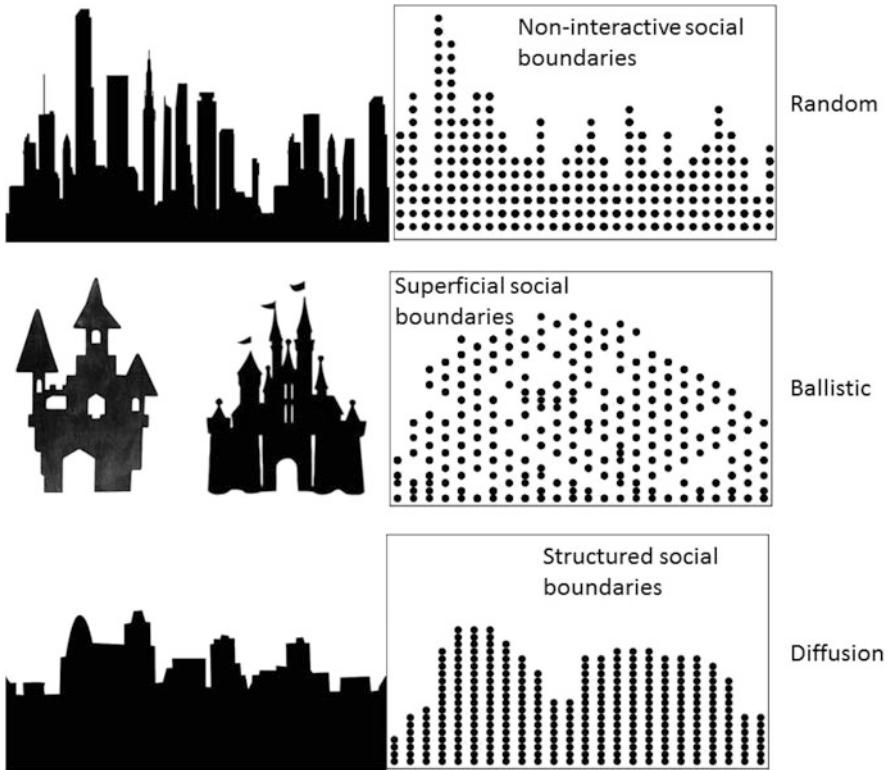 Non-interactive social
boundaries
Random
Superficial social
boundaries
Ballistic
Structured social
boundaries
Diffusion